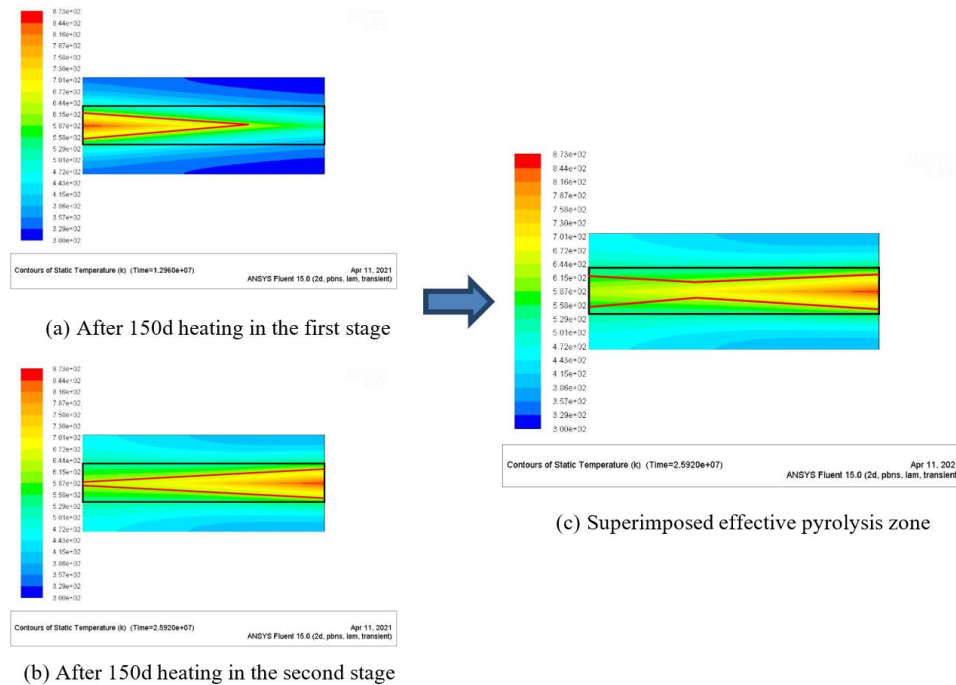 8.73e+02
8.44e+02
8.16e+02
7.87e+02
7.58e+02
7.30e+02
7.01e+02
6.72e+02
6.44e+02
6.15e+02
5.87e+02
5.58e+02
5.29e+02
5.01e+02
4.72e+02
4.43e+02
4.15e+02
3.86e+02
3.57e+02
3.29e+02
3.00e+02
Contours of Static Temperature (k) (Time=1.2960e+07) Apr 11, 2021
ANSYS Fluent 15.0 (2d, pbns, lam, transient)
(a) After 150d heating in the first stage
8.73e+02
8.44e+02
8.16e+02
7.87e+02
7.58e+02
7.30e+02
7.01e+02
6.72e+02
6.44e+02
6.15e+02
5.87e+02
5.58e+02
5.29e+02
5.01e+02
4.72e+02
4.43e+02
4.15e+02
3.86e+02
3.57e+02
3.29e+02
3.00e+02
Contours of Static Temperature (k) (Time=2.5920e+07) Apr 11, 2021
ANSYS Fluent 15.0 (2d, pbns, lam, transient)
(b) After 150d heating in the second stage
8.73e+02
8.44e+02
8.16e+02
7.87e+02
7.58e+02
7.30e+02
7.01e+02
6.72e+02
6.44e+02
6.15e+02
5.87e+02
5.58e+02
5.29e+02
5.01e+02
4.72e+02
4.43e+02
4.15e+02
3.86e+02
3.57e+02
3.29e+02
3.00e+02
Contours of Static Temperature (k) (Time=2.5920e+07) Apr 11, 202
ANSYS Fluent 15.0 (2d, pbns, lam, transient
(c) Superimposed effective pyrolysis zone